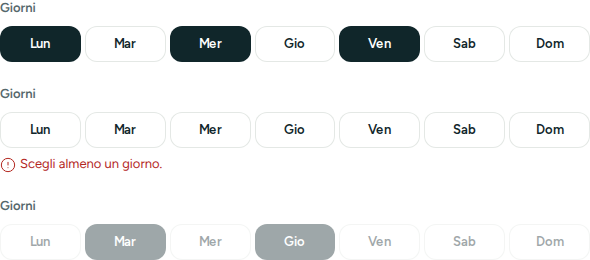 Giorni
Lun Mar Mer Gio Ven Sab Dom
Giorni
Lun Mar Mer Gio Ven Sab Dom
Scegli almeno un giorno.
Giorni
Lun Mar Mer Gio Ven Sab Dom